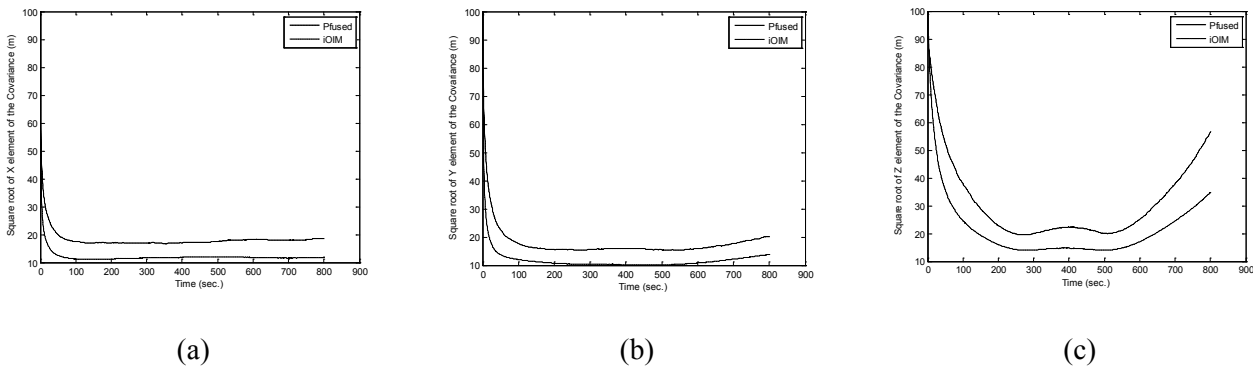 100
90
80
70
60
50
40
30
20
10
0 100 200 300 400 500 600 700 800 900
Time (sec.)
Square root of X element of the Covariance (m)
Pfused
iOIM
(a)
100
90
80
70
60
50
40
30
20
10
0 100 200 300 400 500 600 700 800 900
Time (sec.)
Square root of Y element of the Covariance (m)
Pfused
iOIM
(b)
100
90
80
70
60
50
40
30
20
10
0 100 200 300 400 500 600 700 800 900
Time (sec.)
Square root of Z element of the Covariance (m)
Pfused
iOIM
(c)